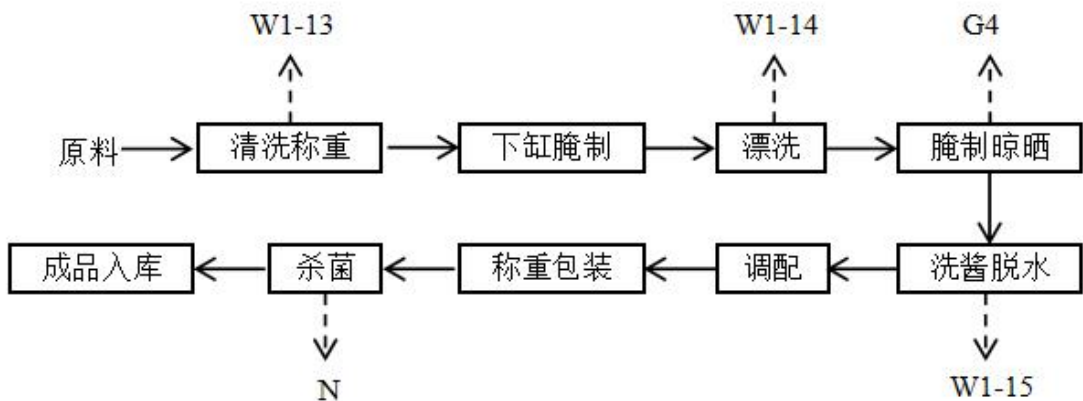 W1-13
W1-14
G4
原料
清洗称重
下缸腌制
漂洗
腌制晾晒
成品入库
杀菌
称重包装
调配
洗酱脱水
N
W1-15